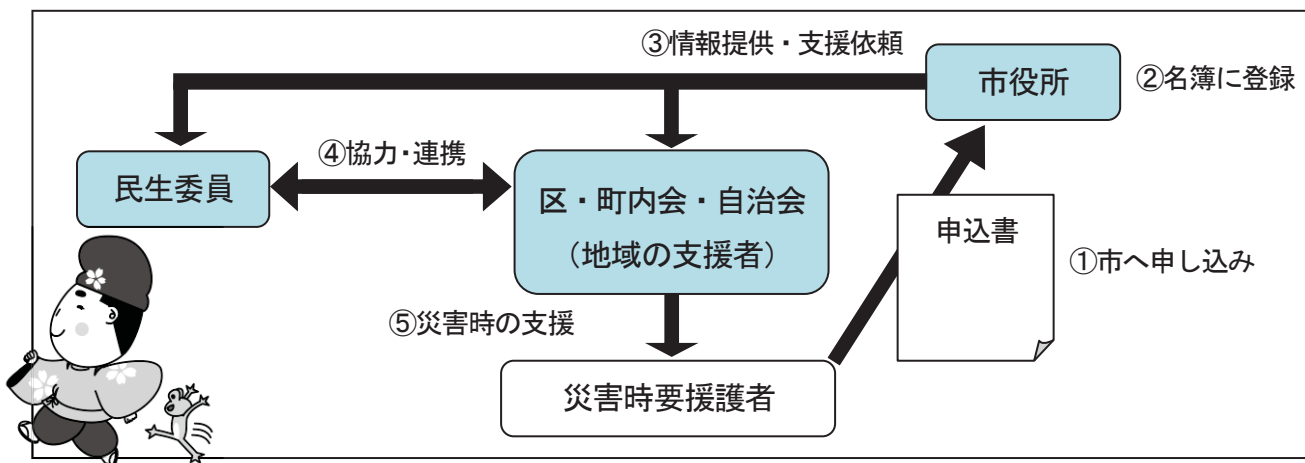 ③情報提供・支援依頼
市役所
②名簿に登録
民生委員
④協力・連携
区・町内会・自治会
（地域の支援者）
申込書
①市へ申し込み
⑤災害時の支援
災害時要援護者